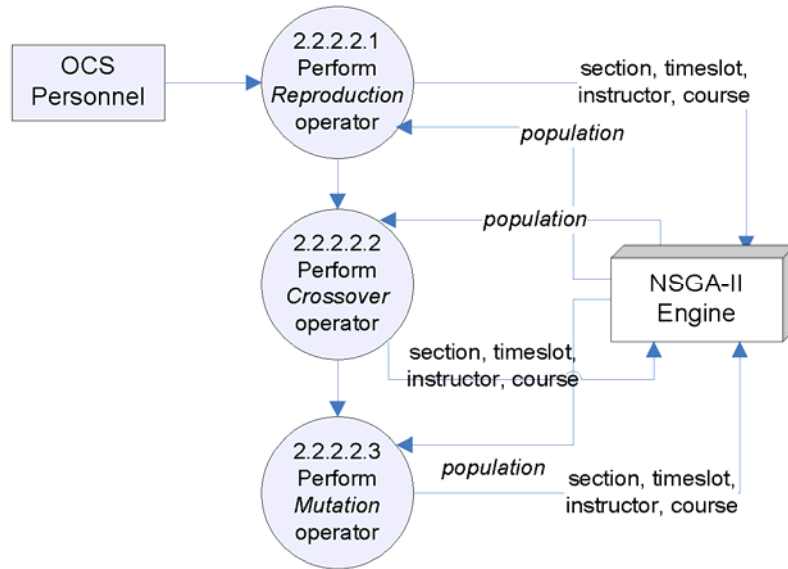 OCS
Personnel
2.2.2.2.1
Perform
Reproduction
operator
section, timeslot,
instructor, course
population
2.2.2.2.2
Perform
Crossover
operator
population
NSGA-II
Engine
section, timeslot,
instructor, course
2.2.2.2.3
Perform
Mutation
operator
population
section, timeslot,
instructor, course